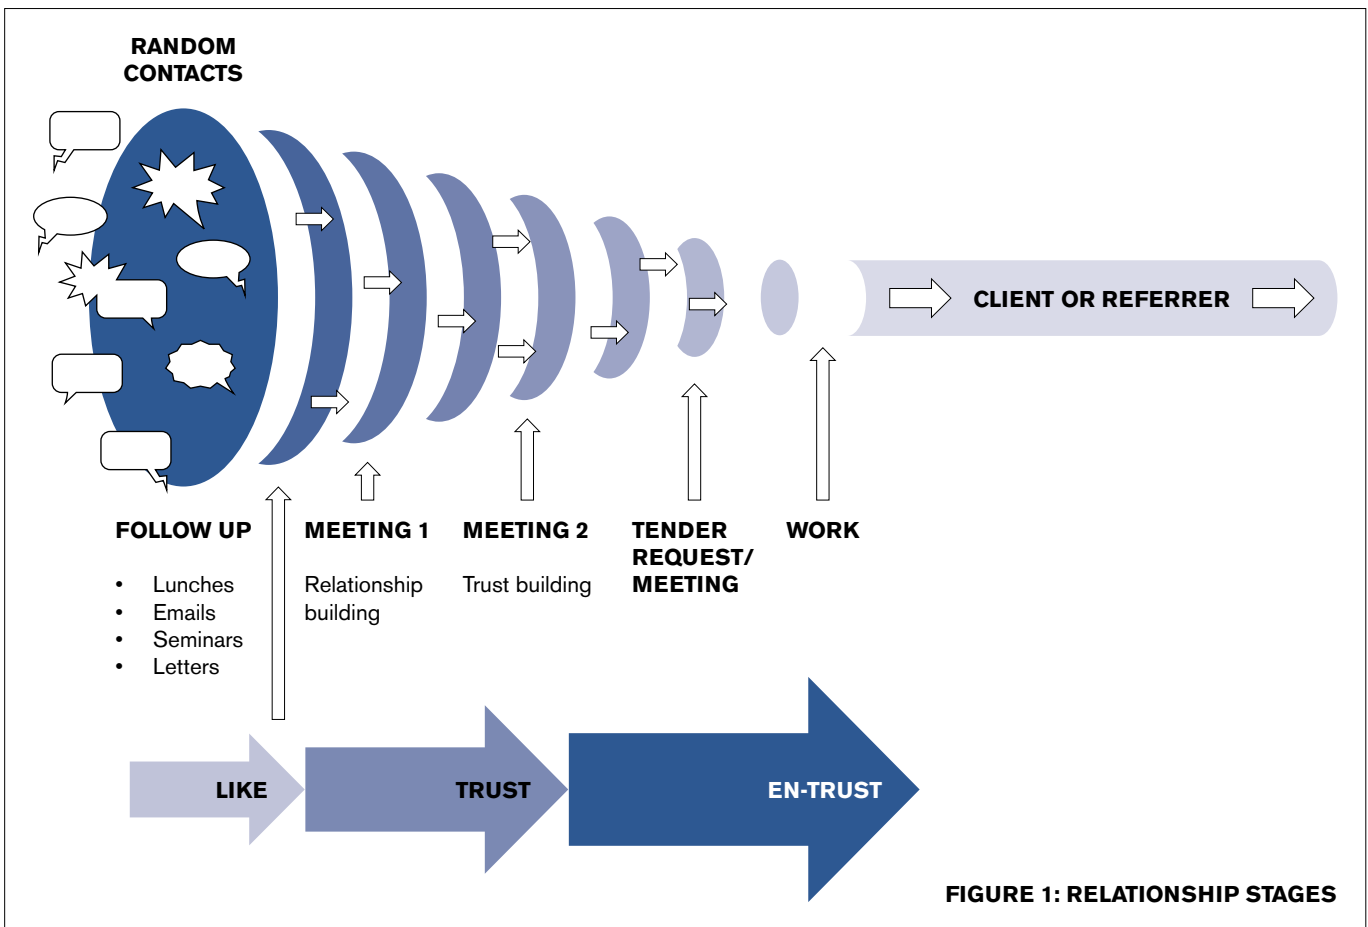 RANDOM
CONTACTS
CLIENT OR REFERRER
FOLLOW UP
• Lunches
• Emails
• Seminars
• Letters
MEETING 1
Relationship
building
MEETING 2
Trust building
TENDER
REQUEST/
MEETING
WORK
LIKE
TRUST
EN-TRUST
FIGURE 1: RELATIONSHIP STAGES